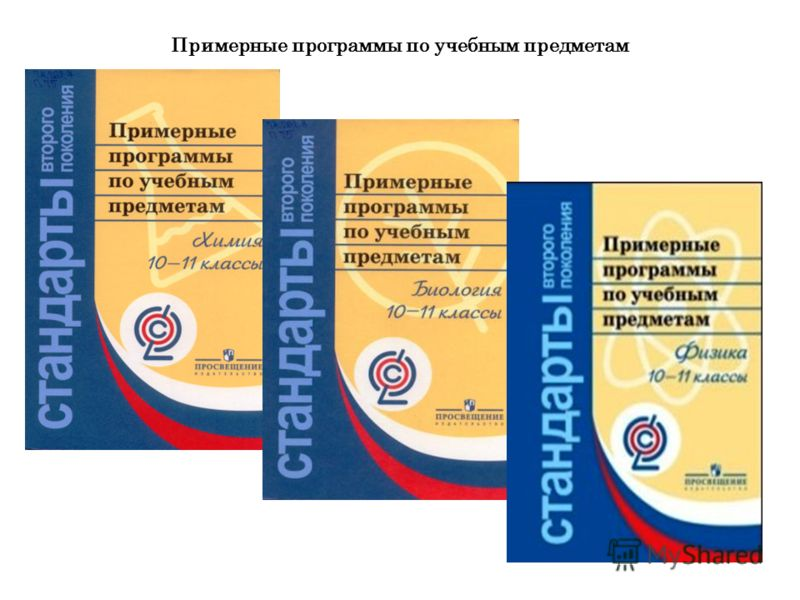 Примерные программы по учебным предметам
стандарты
второго
поколения
Примерные
программы
по учебным
предметам
Химия
10–11 классы
ПРОСВЕЩЕНИЕ
ИЗДАТЕЛЬСТВО
стандарты
второго
поколения
Примерные
программы
по учебным
предметам
Биология
10–11 классы
ПРОСВЕЩЕНИЕ
ИЗДАТЕЛЬСТВО
стандарты
второго
поколения
Примерные
программы
по учебным
предметам
Физика
10–11 классы
ПРОСВЕЩЕНИЕ
ИЗДАТЕЛЬСТВО
MyShared